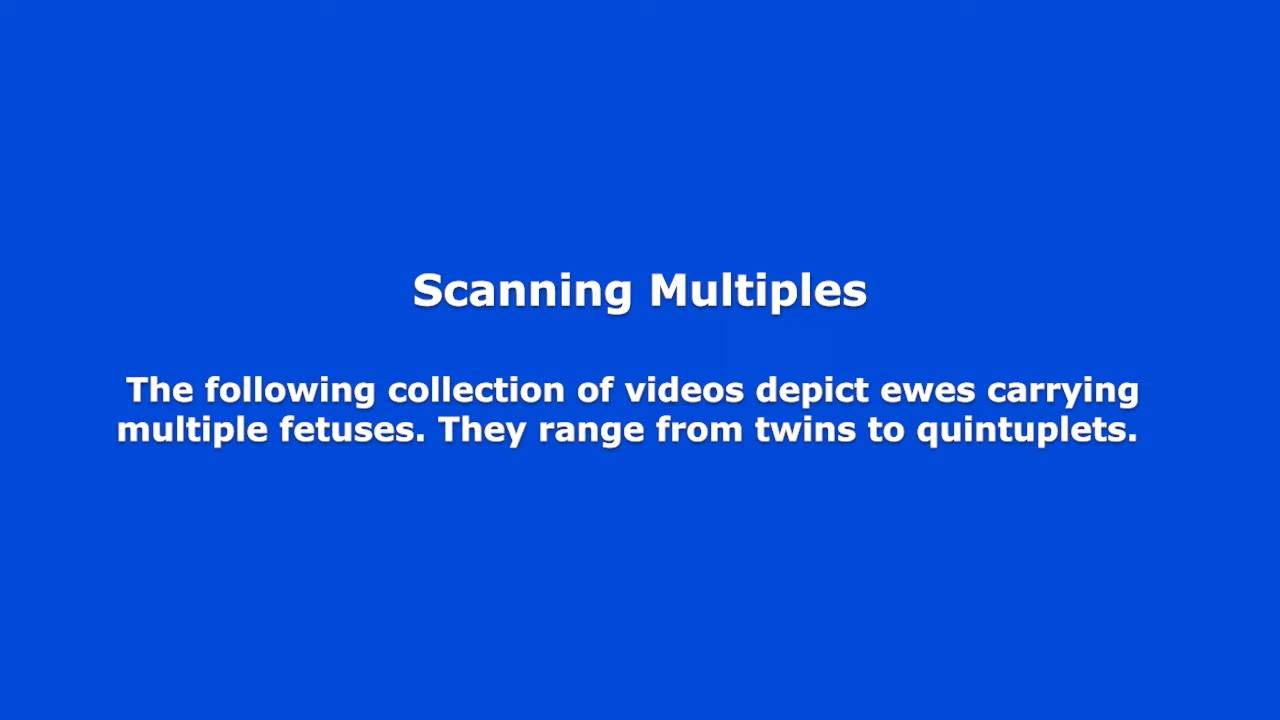 Scanning Multiples
The following collection of videos depict ewes carrying
multiple fetuses. They range from twins to quintuplets.